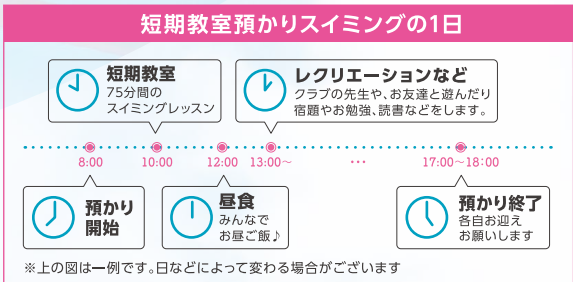 短期教室預かりスイミングの1日
短期教室
75分間の
スイミングレッスン
レクリエーションなど
クラブの先生や、お友達と遊んだり
宿題やお勉強、読書などをします。
8:00
10:00
12:00
13:00〜
…
17:00〜18:00
預かり
開始
昼食
みんなで
お昼ご飯♪
預かり終了
各自お迎え
お願いします
※上の図は一例です。日などによって変わる場合がございます